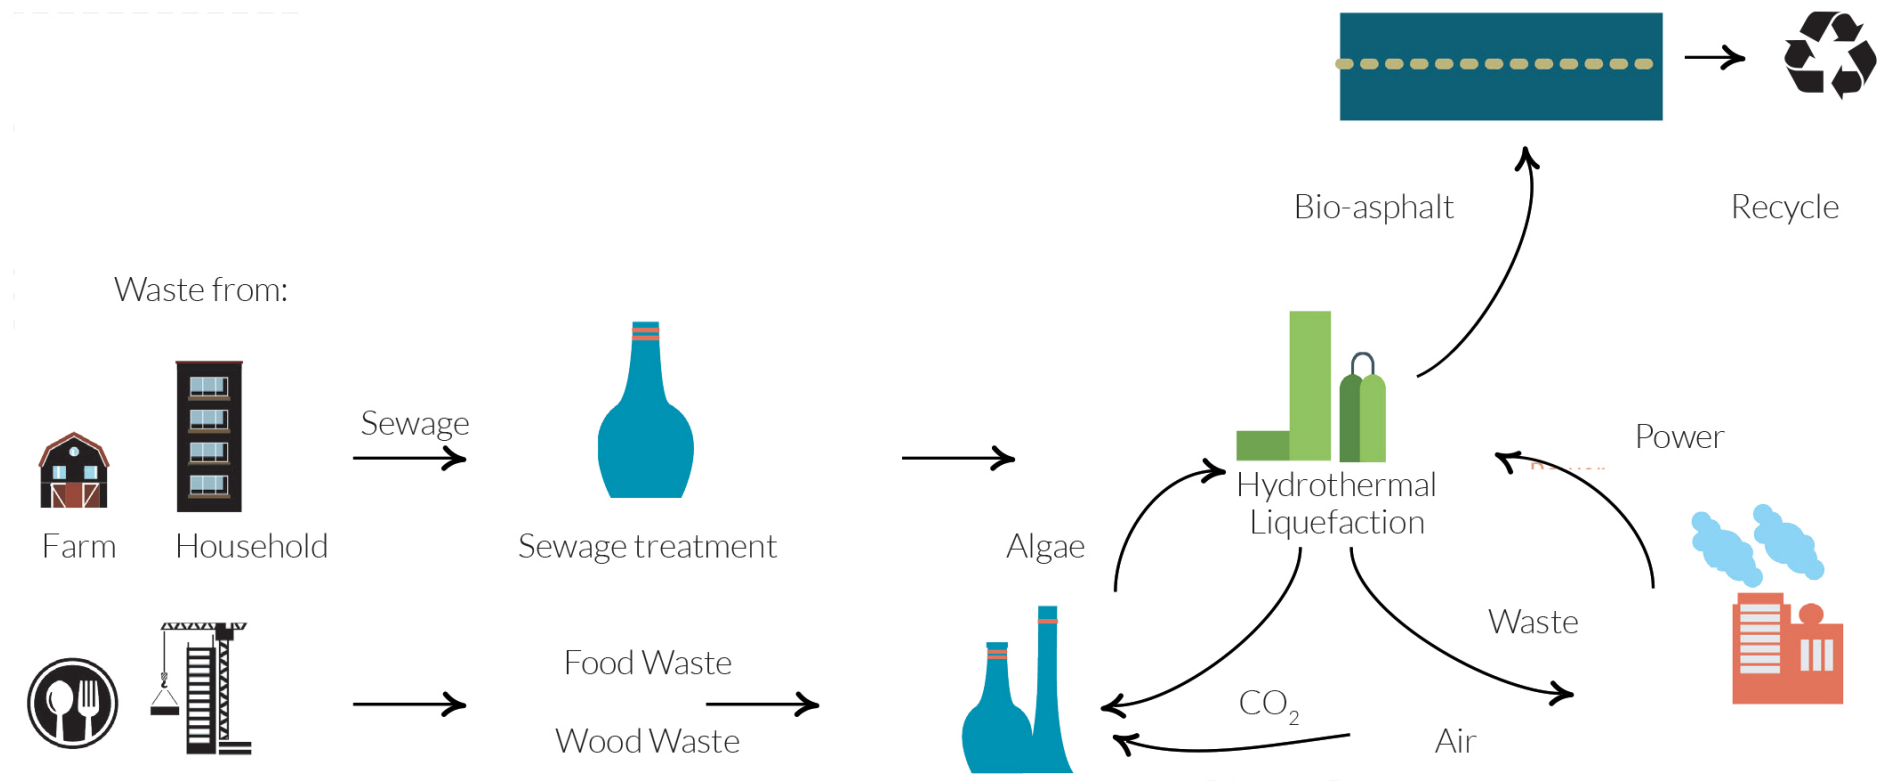 Bio-asphalt
Recycle
Waste from:
Sewage
Power
Hydrothermal
Liquefaction
Farm
Household
Sewage treatment
Algae
Waste
Food Waste
CO2
Wood Waste
Air